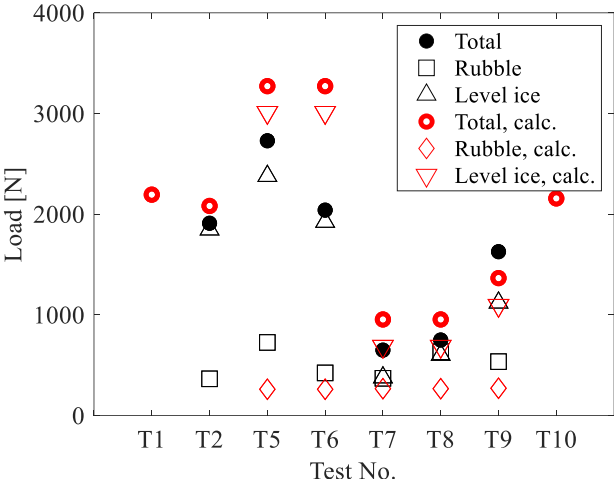 4000
3000
2000
1000
0
Load [N]
Total
Rubble
Level ice
Total, calc.
Rubble, calc.
Level ice, calc.
T1 T2 T5 T6 T7 T8 T9 T10
Test No.